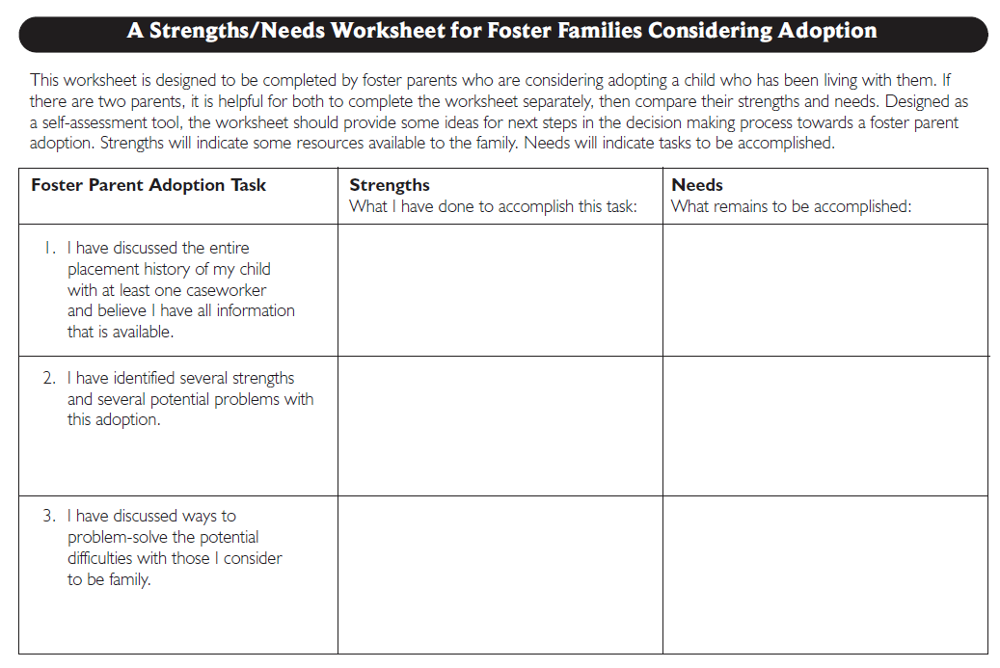 A Strengths/Needs Worksheet for Foster Families Considering Adoption
This worksheet is designed to be completed by foster parents who are considering adopting a child who has been living with them. If
there are two parents, it is helpful for both to complete the worksheet separately, then compare their strengths and needs. Designed as
a self-assessment tool, the worksheet should provide some ideas for next steps in the decision making process towards a foster parent
adoption. Strengths will indicate some resources available to the family. Needs will indicate tasks to be accomplished.
Foster Parent Adoption Task
Strengths
What I have done to accomplish this task:
Needs
What remains to be accomplished:
1. I have discussed the entire
placement history of my child
with at least one caseworker
and believe I have all information
that is available.
2. I have identified several strengths
and several potential problems with
this adoption.
3. I have discussed ways to
problem-solve the potential
difficulties with those I consider
to be family.